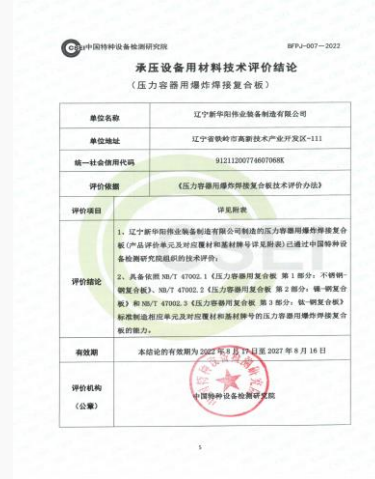 CSEI 中国特种设备检测研究院
BFPJ-007-2022
承压设备用材料技术评价结论
(压力容器用爆炸焊接复合板)
单位名称 辽宁新华阳伟业装备制造有限公司
单位地址 辽宁省铁岭市高新技术产业开发区-111
统一社会信用代码 91211200774607068K
评价依据 《压力容器用爆炸焊接复合板技术评价办法》
评价项目 详见附表
评价结论
1、辽宁新华阳伟业装备制造有限公司制造的压力容器用爆炸焊接复合
板(产品评价单元及对应覆材和基材牌号详见附表)已通过中国特种设
备检测研究院组织的技术评价;
2、具备依照 NB/T 47002.1《压力容器用复合板 第 1 部分:不锈钢-
钢复合板》、NB/T 47002.2《压力容器用复合板 第 2 部分:镍-钢复合
板》和 NB/T 47002.3《压力容器用复合板 第 3 部分:钛-钢复合板》
标准制造相应单元及对应覆材和基材牌号的压力容器用爆炸焊接复合
板的能力。
有效期 本结论的有效期为 2022 年 8 月 17 日至 2027 年 8 月 16 日
评价机构
(公章)
中国特种设备检测研究院